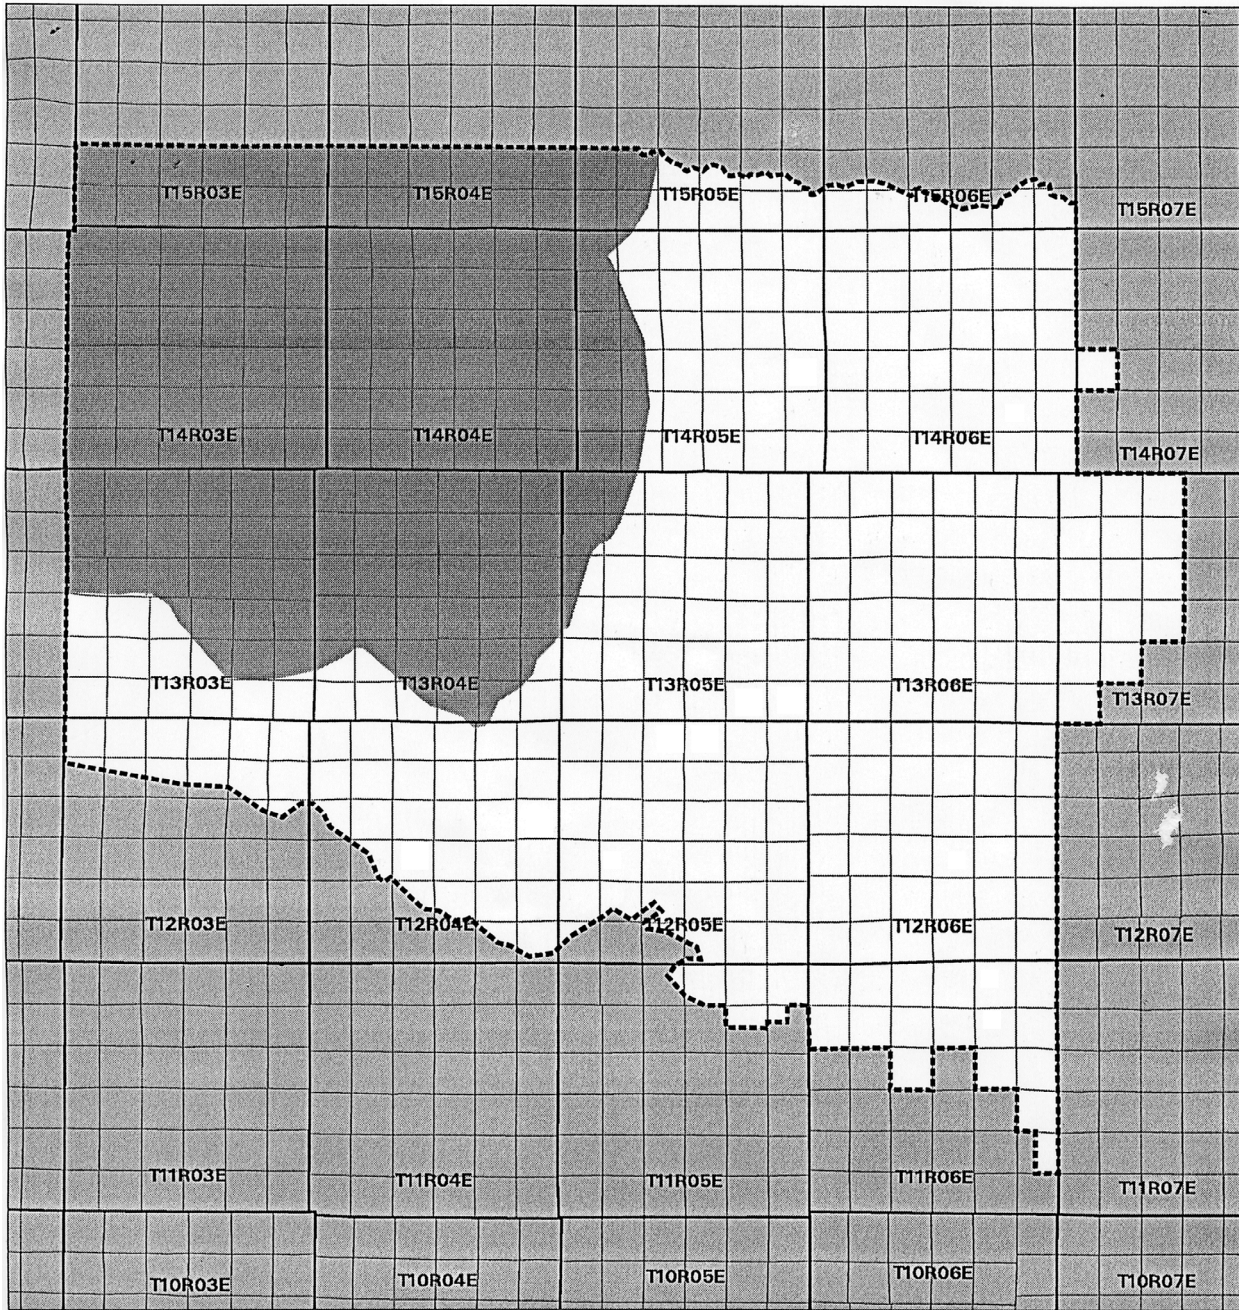 T15R03E T15R04E T15R05E T15R06E T15R07E
T14R03E T14R04E T14R05E T14R06E T14R07E
T13R03E T13R04E T13R05E T13R06E T13R07E
T12R03E T12R04E T12R05E T12R06E T12R07E
T11R03E T11R04E T11R05E T11R06E T11R07E
T10R03E T10R04E T10R05E T10R06E T10R07E